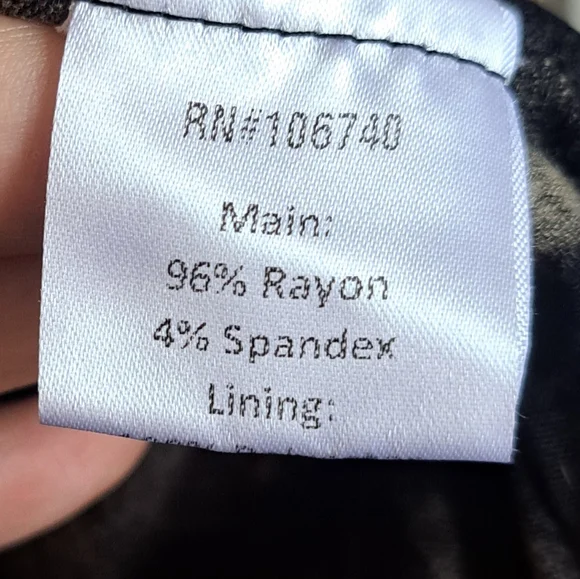 RN#106740
Main:
96% Rayon
4% Spandex
Lining: